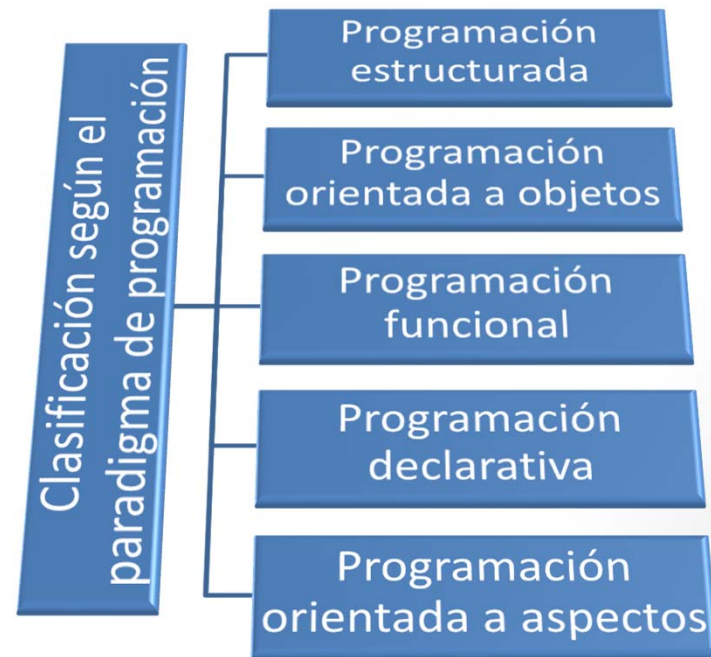 Clasificación según el
paradigma de programación
Programación
estructurada
Programación
orientada a objetos
Programación
funcional
Programación
declarativa
Programación
orientada a aspectos